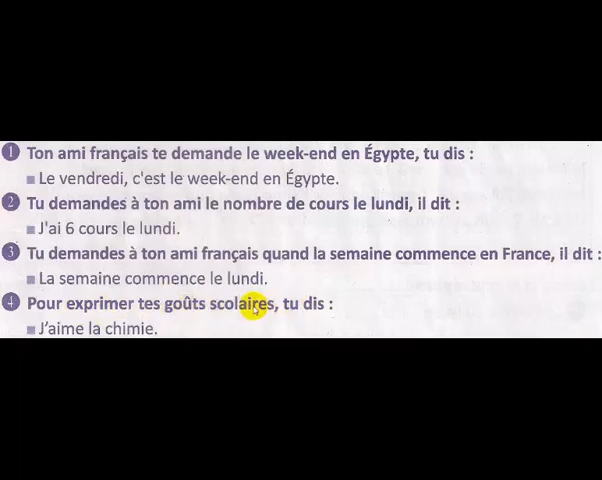 1 Ton ami français te demande le week-end en Égypte, tu dis :
Le vendredi, c'est le week-end en Égypte.
2 Tu demandes à ton ami le nombre de cours le lundi, il dit :
J'ai 6 cours le lundi.
3 Tu demandes à ton ami français quand la semaine commence en France, il dit :
La semaine commence le lundi.
4 Pour exprimer tes goûts scolaires, tu dis :
J'aime la chimie.